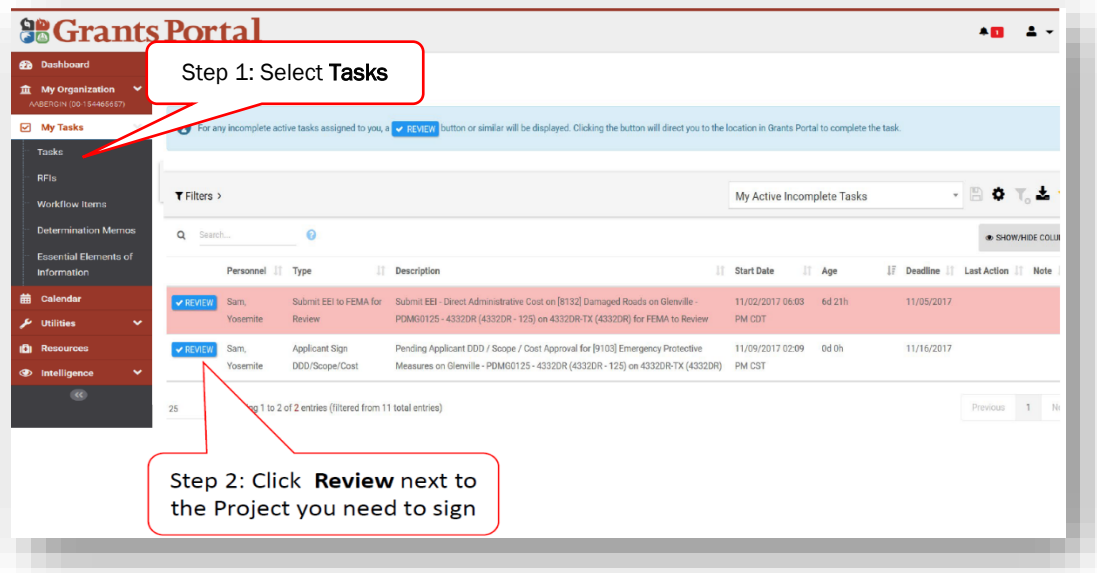 Grants Portal
1
Dashboard
My Organization
AABERGIN (00-154465657)
My Tasks
Tasks
RFIs
Workflow Items
Determination Memos
Essential Elements of
Information
Calendar
Utilities
Resources
Intelligence
Step 1: Select Tasks
For any incomplete active tasks assigned to you, a REVIEW button or similar will be displayed. Clicking the button will direct you to the location in Grants Portal to complete the task.
Filters >
My Active Incomplete Tasks
Search...
SHOW/HIDE COLU
Personnel Type Description Start Date Age Deadline Last Action Note
REVIEW Sam, Submit EEI to FEMA for Submit EEI - Direct Administrative Cost on [8132] Damaged Roads on Glenville - 11/02/2017 06:03 6d 21h 11/05/2017
Yosemite Review PDMG0125 - 4332DR (4332DR - 125) on 4332DR-TX (4332DR) for FEMA to Review PM CDT
REVIEW Sam, Applicant Sign Pending Applicant DDD / Scope / Cost Approval for [9103] Emergency Protective 11/09/2017 02:09 0d 0h 11/16/2017
Yosemite DDD/Scope/Cost Measures on Glenville - PDMG0125 - 4332DR (4332DR - 125) on 4332DR-TX (4332DR) PM CST
25 1 to 2 of 2 entries (filtered from 11 total entries)
Previous 1
Step 2: Click Review next to
the Project you need to sign